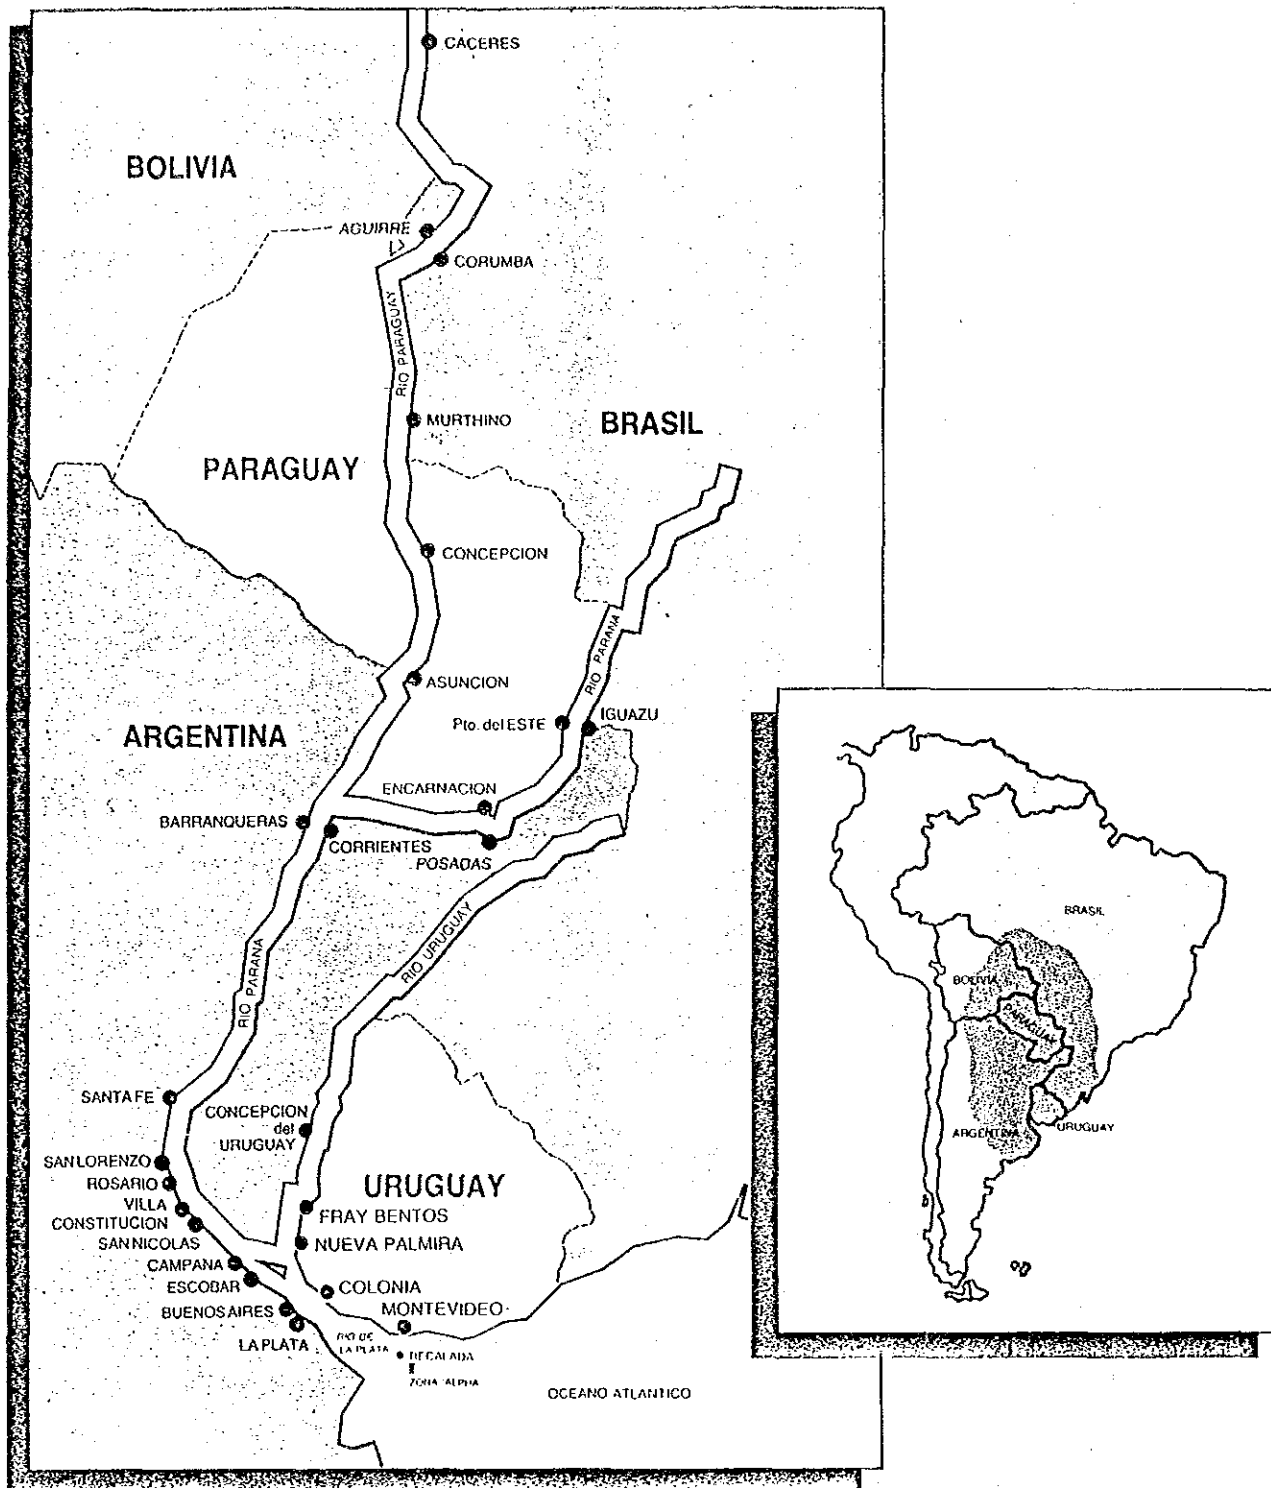 CACERES
BOLIVIA
AGUIRRE
CORUMBA
RIO PARAGUAY
MURTHINO
BRASIL
PARAGUAY
CONCEPCION
RIO PARANA
ASUNCION
Pto. del ESTE
IGUAZU
ARGENTINA
ENCARNACION
BARRANQUERAS
CORRIENTES
POSADAS
RIO URUGUAY
RIO PARANA
SANTA FE
CONCEPCION
del
URUGUAY
SAN LORENZO
ROSARIO
URUGUAY
VILLA
CONSTITUCION
FRAY BENTOS
SAN NICOLAS
NUEVA PALMIRA
CAMPANA
ESCOBAR
COLONIA
BUENOS AIRES
MONTEVIDEO
LA PLATA
RIO DE
LA PLATA
RECALADA
ZONA ALPHA
OCEANO ATLANTICO
BRASIL
BOLIVIA
PARAGUAY
ARGENTINA
URUGUAY